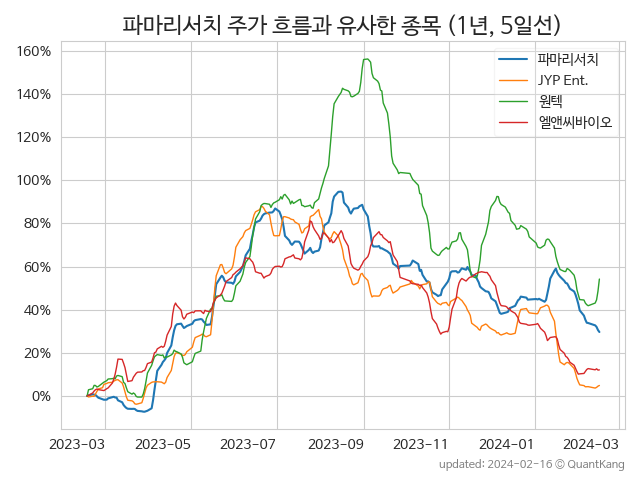 파마리서치 주가 흐름과 유사한 종목 (1년, 5일선)
160%
140%
120%
100%
80%
60%
40%
20%
0%
파마리서치
JYP Ent.
원텍
엘앤씨바이오
2023-03
2023-05
2023-07
2023-09
2023-11
2024-01
2024-03
updated: 2024-02-16 © QuantKang